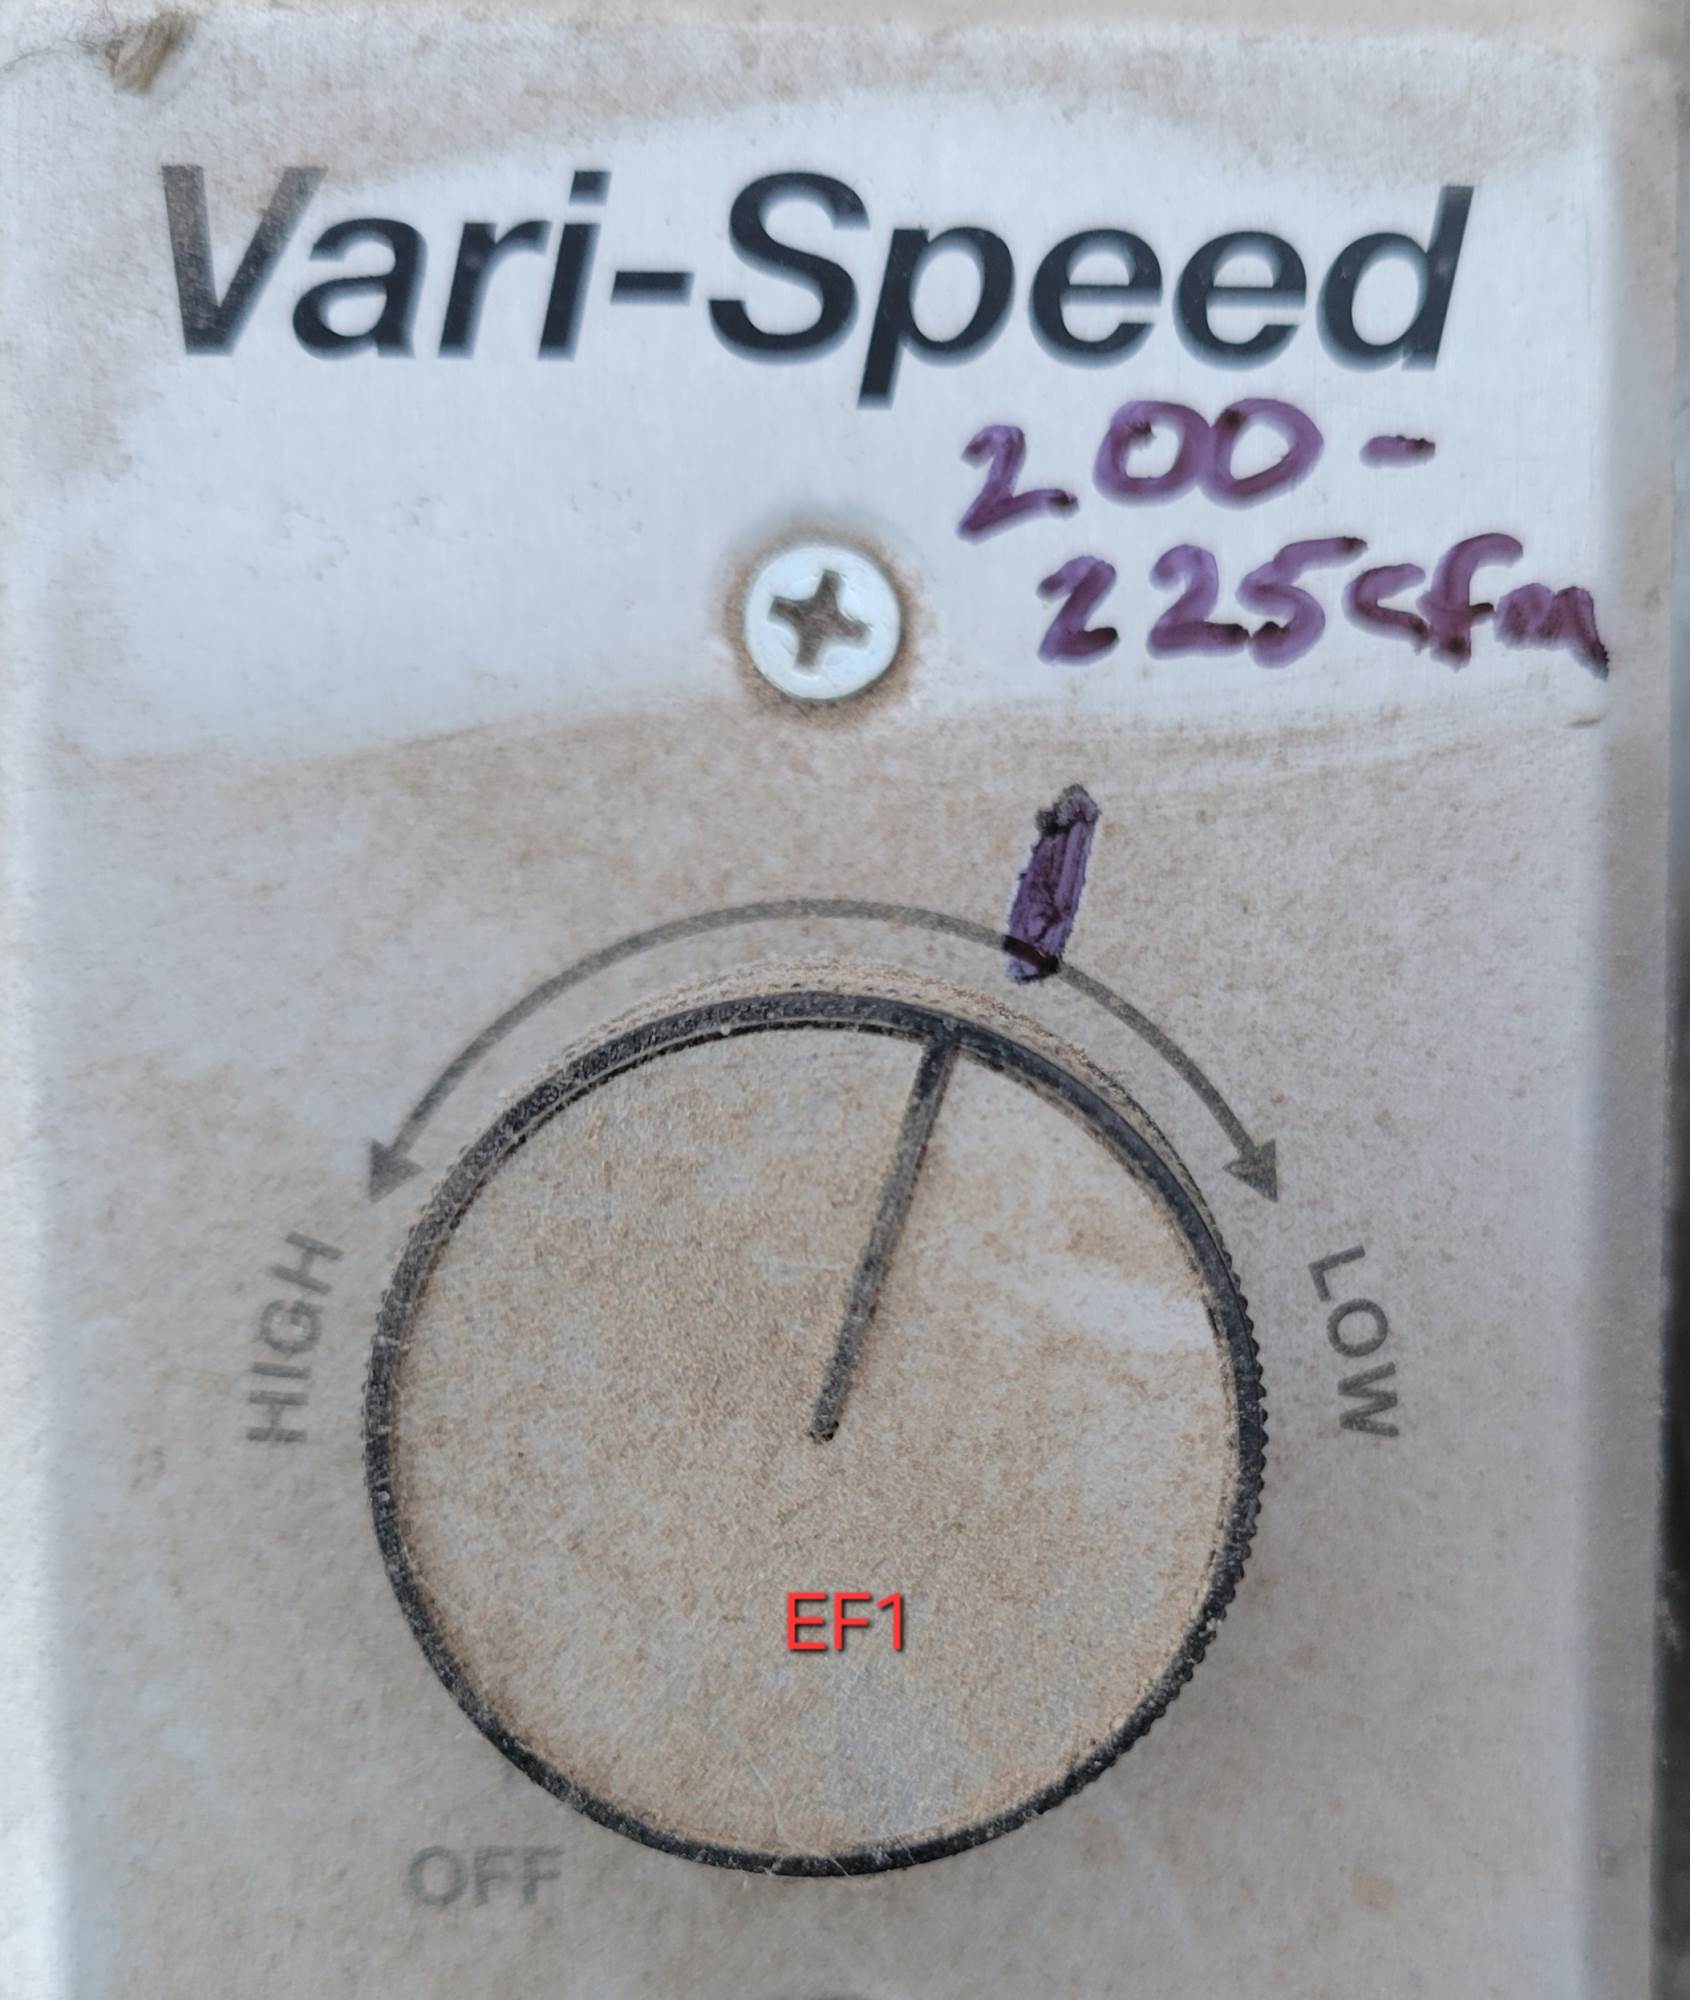 Vari-Speed
200-
225cfm
HIGH
LOW
EF1
OFF